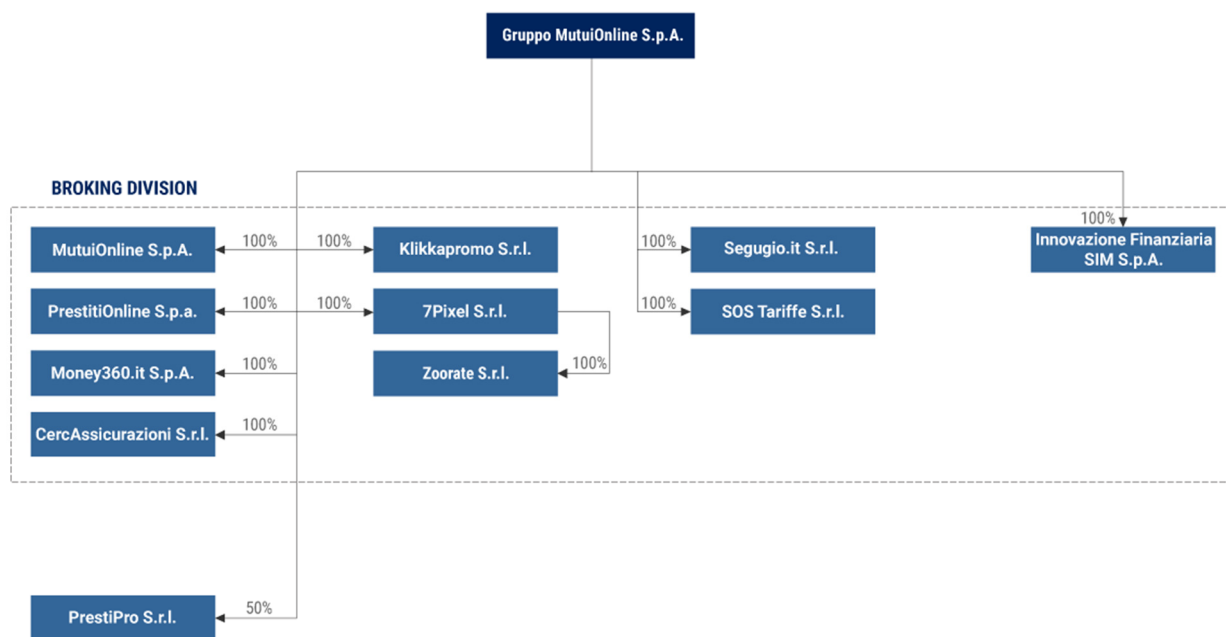 Gruppo MutuiOnline S.p.A.
BROKING DIVISION
100%
MutuiOnline S.p.A.
100%
100%
Klikkapromo S.r.l.
100%
Segugio.it S.r.l.
Innovazione Finanziaria
SIM S.p.A.
PrestitiOnline S.p.a.
100%
100%
7Pixel S.r.l.
100%
SOS Tariffe S.r.l.
Money360.it S.p.A.
100%
Zoorate S.r.l.
100%
CercAssicurazioni S.r.l.
100%
PrestiPro S.r.l.
50%